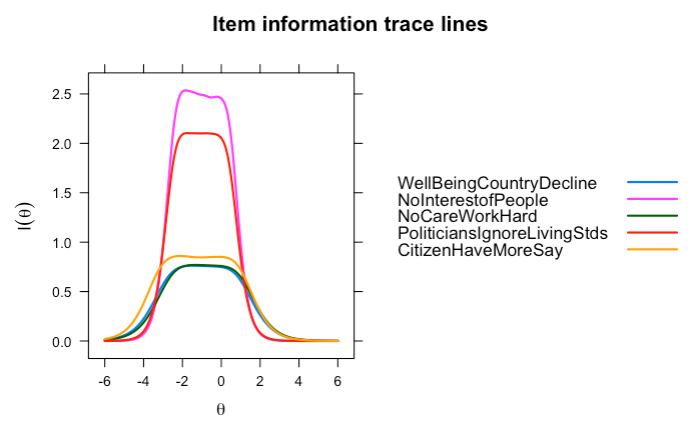 Item information trace lines
I(θ)
2.5
2.0
1.5
1.0
0.5
0.0
-6 -4 -2 0 2 4 6
θ
WellBeingCountryDecline
NoInterestofPeople
NoCareWorkHard
PoliticiansIgnoreLivingStds
CitizenHaveMoreSay